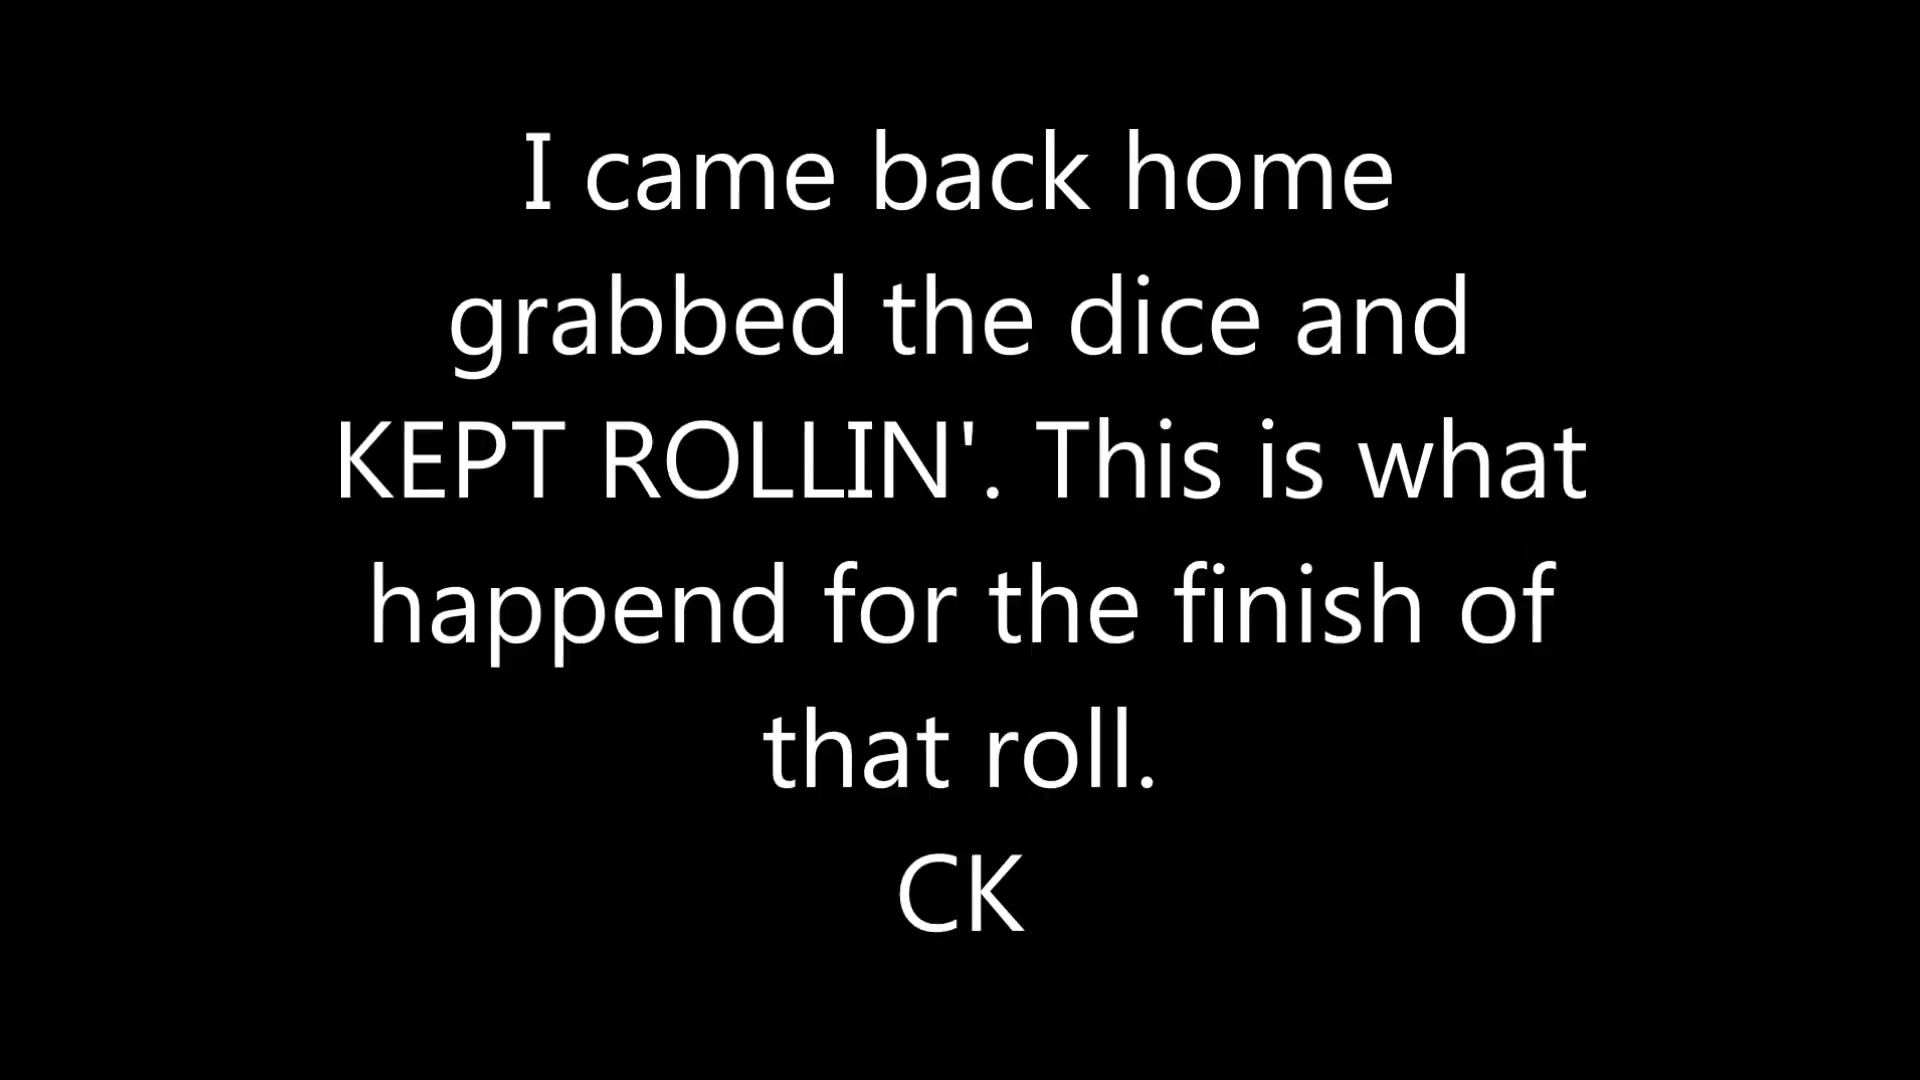 I came back home
grabbed the dice and
KEPT ROLLIN'. This is what
happend for the finish of
that roll.
CK